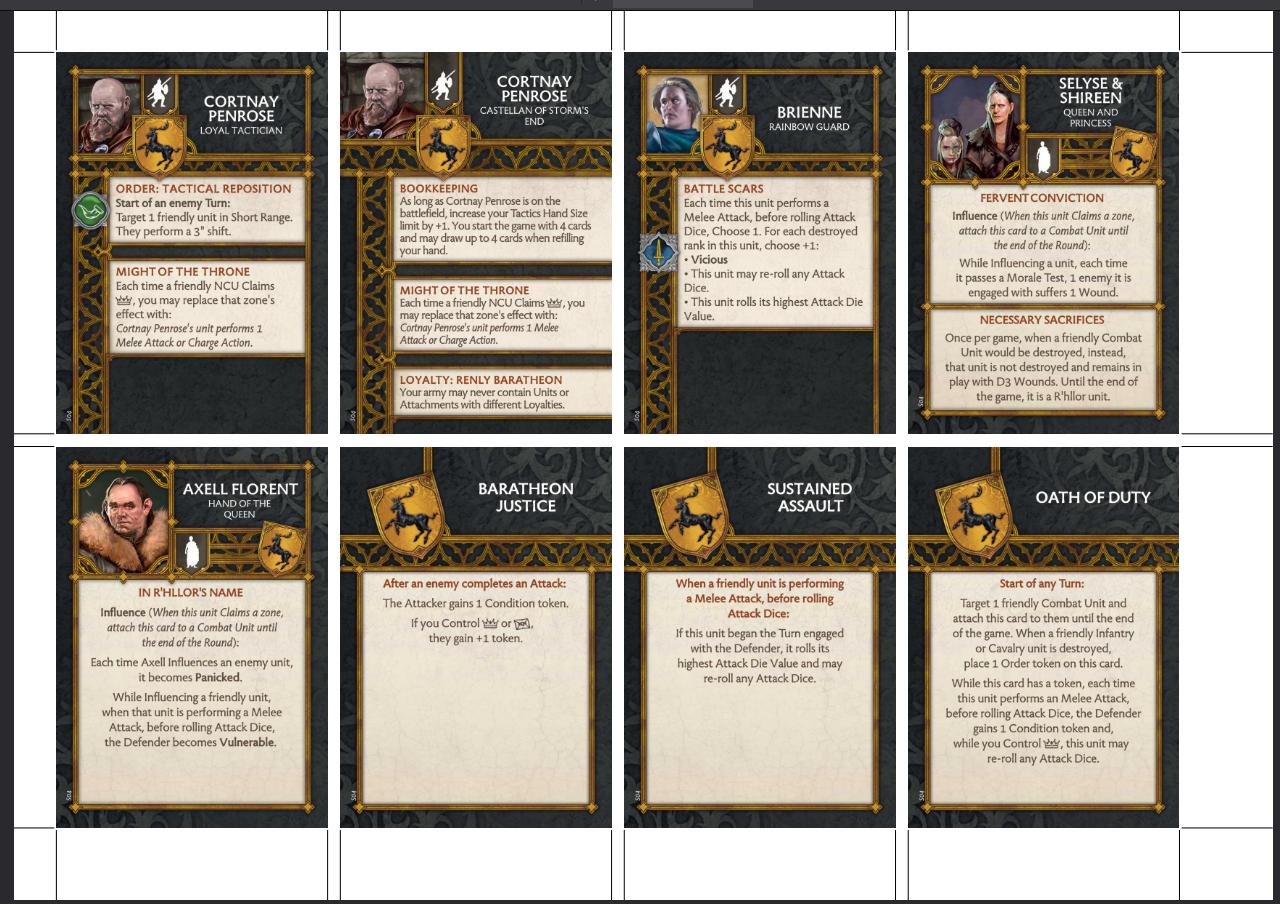 CORTNAY
PENROSE
LOYAL TACTICIAN
ORDER: TACTICAL REPOSITION
Start of an enemy Turn:
Target 1 friendly unit in Short Range.
They perform a 3" shift.
MIGHT OF THE THRONE
Each time a friendly NCU Claims
, you may replace that zone's
effect with:
Cortnay Penrose's unit performs 1
Melee Attack or Charge Action.
S04
CORTNAY
PENROSE
CASTELLAN OF STORM'S
END
BOOKKEEPING
As long as Cortnay Penrose is on the
battlefield, increase your Tactics Hand Size
limit by +1. You start the game with 4 cards
and may draw up to 4 cards when refilling
your hand.
MIGHT OF THE THRONE
Each time a friendly NCU Claims , you
may replace that zone's effect with:
Cortnay Penrose's unit performs 1 Melee
Attack or Charge Action.
LOYALTY: RENLY BARATHEON
Your army may never contain Units or
Attachments with different Loyalties.
S04
BRIENNE
RAINBOW GUARD
BATTLE SCARS
Each time this unit performs a
Melee Attack, before rolling Attack
Dice, Choose 1. For each destroyed
rank in this unit, choose +1:
• Vicious
• This unit may re-roll any Attack
Dice.
• This unit rolls its highest Attack Die
Value.
S04
SELYSE &
SHIREEN
QUEEN AND
PRINCESS
FERVENT CONVICTION
Influence (When this unit Claims a zone,
attach this card to a Combat Unit until
the end of the Round):
While Influencing a unit, each time
it passes a Morale Test, 1 enemy it is
engaged with suffers 1 Wound.
NECESSARY SACRIFICES
Once per game, when a friendly Combat
Unit would be destroyed, instead,
that unit is not destroyed and remains in
play with D3 Wounds. Until the end of
the game, it is a R'hllor unit.
S04
AXELL FLORENT
HAND OF THE
QUEEN
IN R'HLLOR'S NAME
Influence (When this unit Claims a zone,
attach this card to a Combat Unit until
the end of the Round):
Each time Axell Influences an enemy unit,
it becomes Panicked.
While Influencing a friendly unit,
when that unit is performing a Melee
Attack, before rolling Attack Dice,
the Defender becomes Vulnerable.
S04
BARATHEON
JUSTICE
After an enemy completes an Attack:
The Attacker gains 1 Condition token.
If you Control or ,
they gain +1 token.
S04
SUSTAINED
ASSAULT
When a friendly unit is performing
a Melee Attack, before rolling
Attack Dice:
If this unit began the Turn engaged
with the Defender, it rolls its
highest Attack Die Value and may
re-roll any Attack Dice.
S04
OATH OF DUTY
Start of any Turn:
Target 1 friendly Combat Unit and
attach this card to them until the end
of the game. When a friendly Infantry
or Cavalry unit is destroyed,
place 1 Order token on this card.
While this card has a token, each time
this unit performs an Melee Attack,
before rolling Attack Dice, the Defender
gains 1 Condition token and,
while you Control , this unit may
re-roll any Attack Dice.
S04